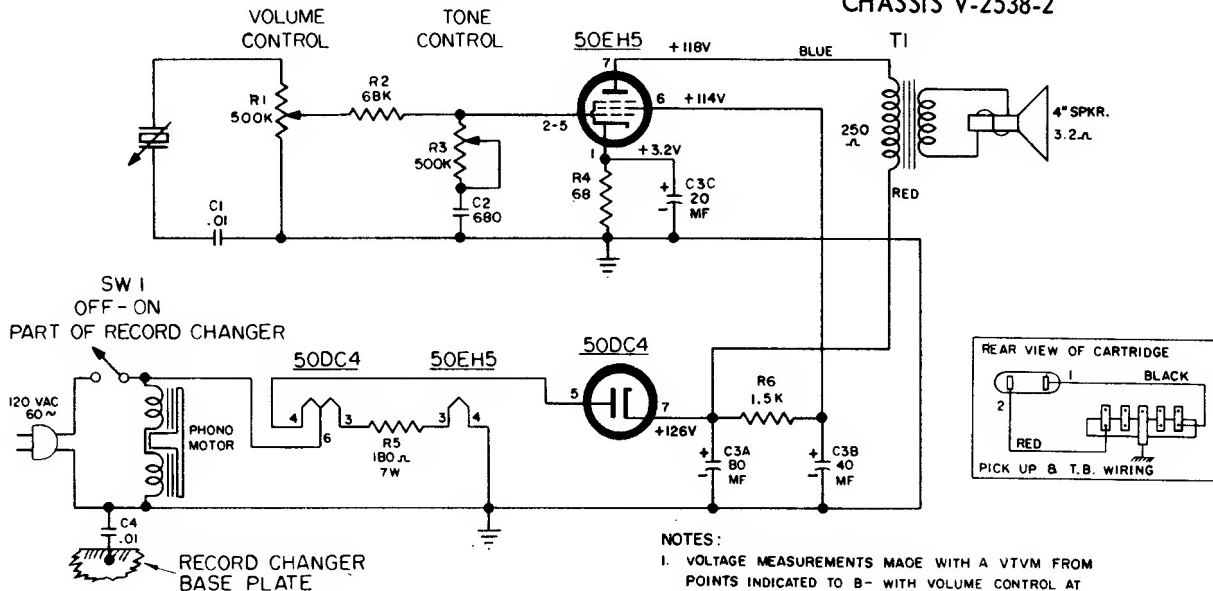 CHASSIS V-2538-2
VOLUME
CONTROL
TONE
CONTROL
50EH5
7
+118V
BLUE
T1
R1
500K
R2
68K
R3
500K
C2
680
2-5
6
+114V
1
+3.2V
R4
68
C3C
20
MF
+
-
250
Ω
RED
4" SPKR.
3.2Ω
C1
.01
SW 1
OFF-ON
PART OF RECORD CHANGER
120 VAC
60~
PHONO
MOTOR
50DC4
4
6
3
R5
180Ω
7W
50EH5
3
4
50DC4
5
7
+126V
R6
1.5K
+
-
C3A
80
MF
+
-
C3B
40
MF
C4
.01
RECORD CHANGER
BASE PLATE
REAR VIEW OF CARTRIDGE
1
BLACK
2
RED
PICK UP & T.B. WIRING
NOTES:
1. VOLTAGE MEASUREMENTS MADE WITH A VTVM FROM
POINTS INDICATED TO B- WITH VOLUME CONTROL AT